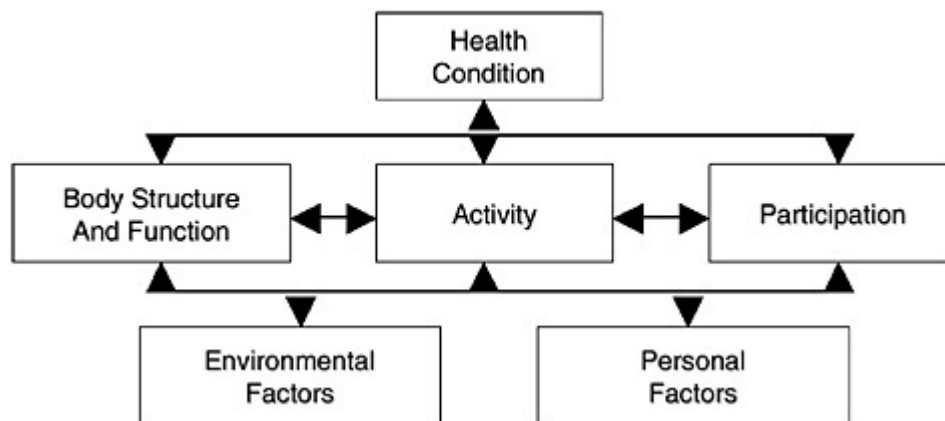 Health
Condition
Body Structure
And Function
Activity
Participation
Environmental
Factors
Personal
Factors